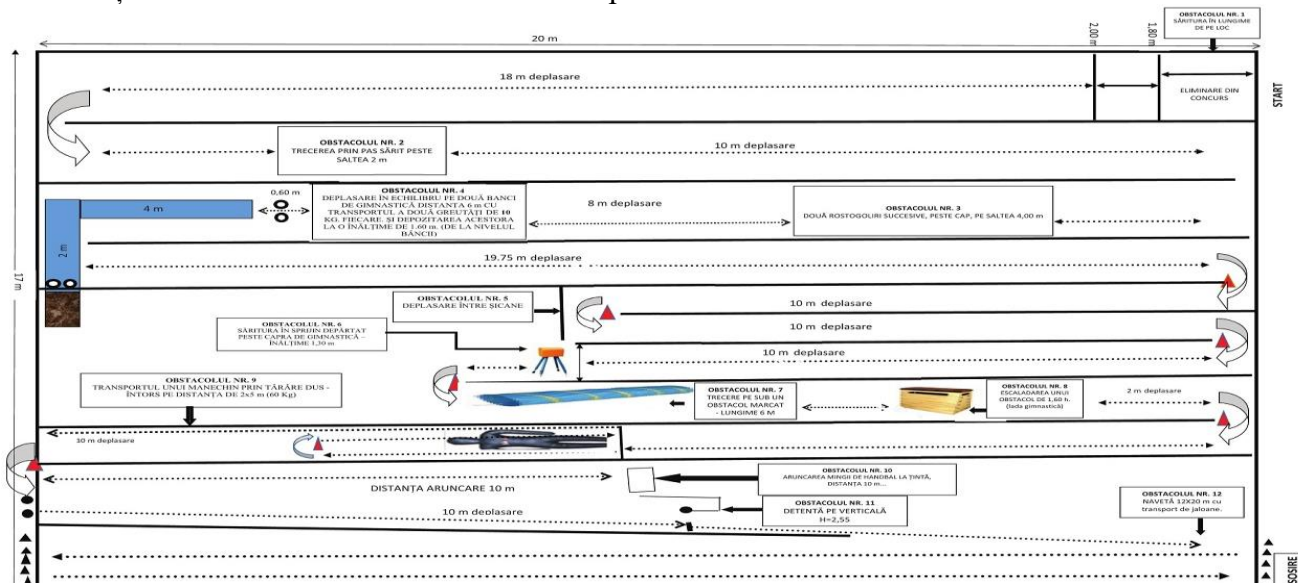 OBSTACOLUL NR. 1
SĂRITURĂ ÎN LUNGIME
DE PE LOC
20 m
2,00 m
1,80 m
18 m deplasare
ELIMINARE DIN
CONCURS
START
OBSTACOLUL NR. 2
TRECEREA PRIN PAS SĂRIT PESTE
SALTEA 2 m
10 m deplasare
4 m
0,60 m
OBSTACOLUL NR. 4
DEPLASARE ÎN ECHILIBRU PE DOUĂ BANCI
DE GIMNASTICĂ DISTANȚA 6 m CU
TRANSPORTUL A DOUĂ GREUTĂȚI DE 10
KG. FIECARE. ȘI DEPOZITAREA ACESTORA
LA O ÎNĂLȚIME DE 1.60 m. (DE LA NIVELUL
BĂNCII)
8 m deplasare
OBSTACOLUL NR. 3
DOUĂ ROSTOGOLIRI SUCCESIVE, PESTE CAP, PE SALTEA 4,00 m
2 m
19.75 m deplasare
17 m
OBSTACOLUL NR. 5
DEPLASARE ÎNTRE ȘICANE
10 m deplasare
OBSTACOLUL NR. 6
SĂRITURA ÎN SPRIJIN DEPĂRTAT
PESTE CAPRA DE GIMNASTICĂ –
ÎNĂLȚIME 1,30 m
10 m deplasare
10 m deplasare
OBSTACOLUL NR. 9
TRANSPORTUL UNUI MANECHIN PRIN TÂRÂRE DUS -
ÎNTORS PE DISTANȚA DE 2x5 m (60 Kg)
OBSTACOLUL NR. 7
TRECERE PE SUB UN
OBSTACOL MARCAT
- LUNGIME 6 M
OBSTACOLUL NR. 8
ESCALADAREA UNUI
OBSTACOL DE 1,60 h.
(lada gimnastică)
2 m deplasare
10 m deplasare
OBSTACOLUL NR. 10
ARUNCAREA MINGII DE HANDBAL LA ȚINTĂ,
DISTANȚA 10 m...
DISTANȚA ARUNCARE 10 m
OBSTACOLUL NR. 11
DETENTĂ PE VERTICALĂ
H=2,55
OBSTACOLUL NR. 12
NAVETĂ 12X20 m cu
transport de jaloane.
10 m deplasare
SOSIRE